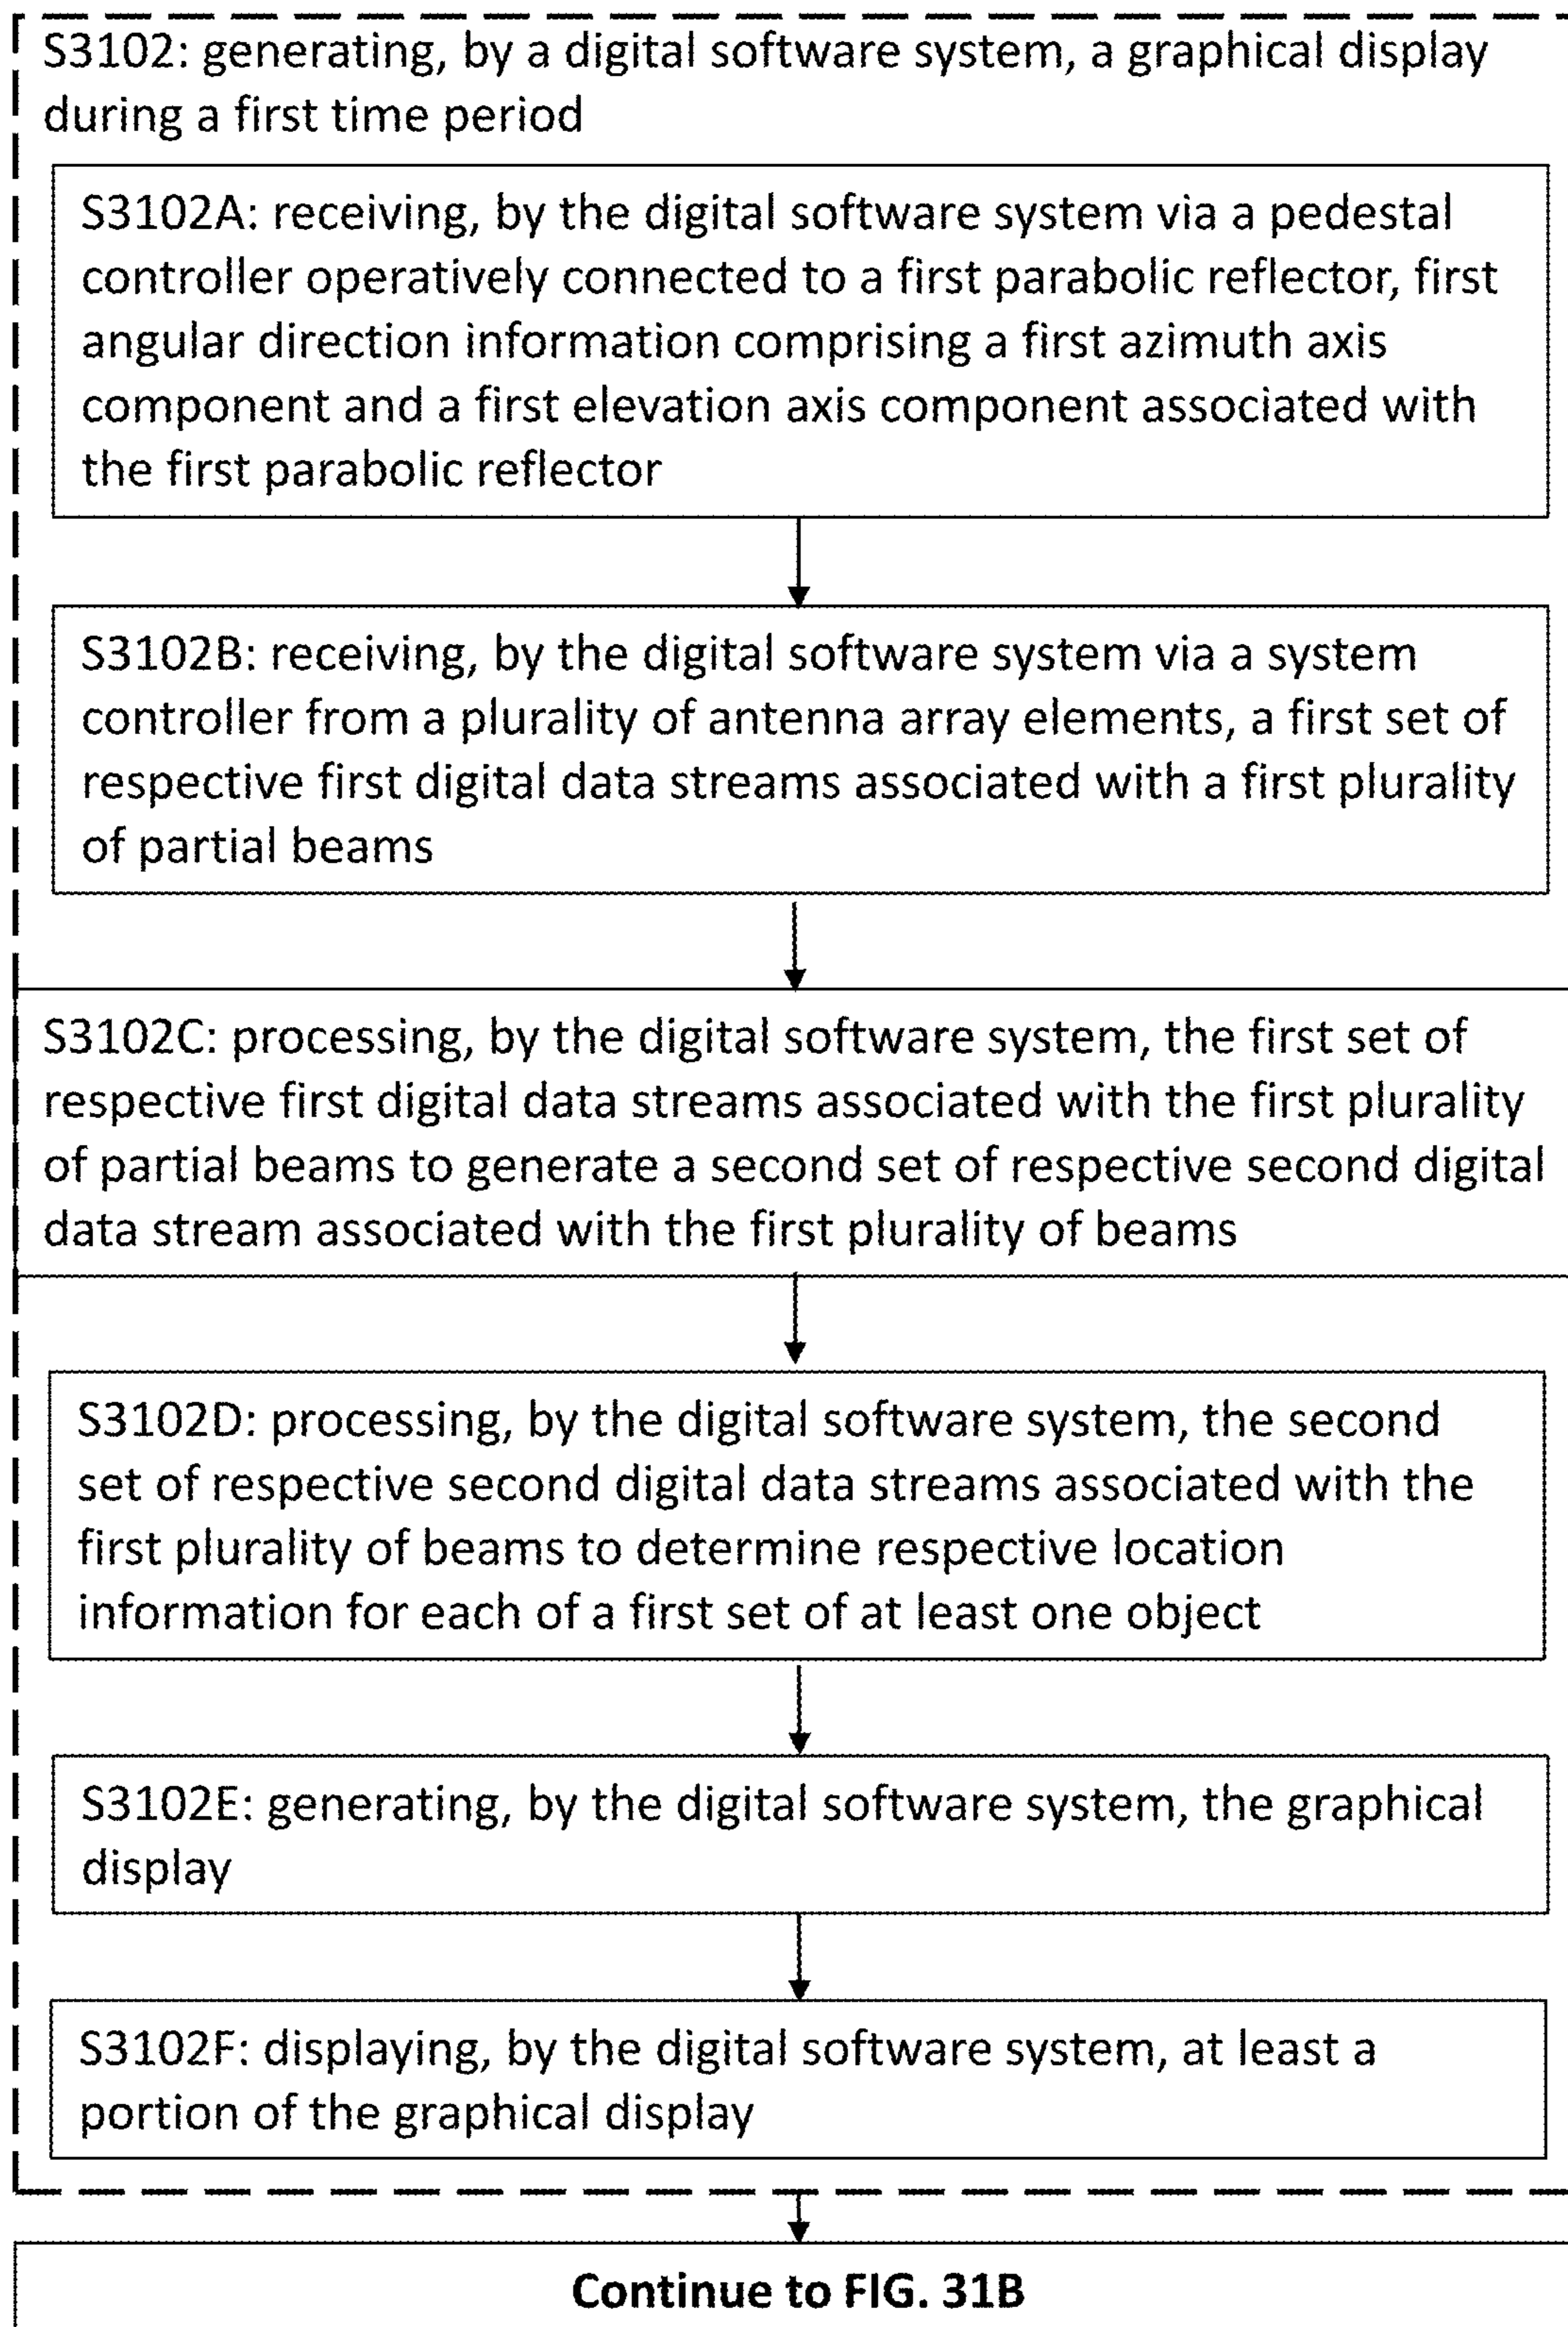 S3102: generating, by a digital software system, a graphical display
during a first time period
S3102A: receiving, by the digital software system via a pedestal
controller operatively connected to a first parabolic reflector, first
angular direction information comprising a first azimuth axis
component and a first elevation axis component associated with
the first parabolic reflector
S3102B: receiving, by the digital software system via a system
controller from a plurality of antenna array elements, a first set of
respective first digital data streams associated with a first plurality
of partial beams
S3102C: processing, by the digital software system, the first set of
respective first digital data streams associated with the first plurality
of partial beams to generate a second set of respective second digital
data stream associated with the first plurality of beams
S3102D: processing, by the digital software system, the second
set of respective second digital data streams associated with the
first plurality of beams to determine respective location
information for each of a first set of at least one object
S3102E: generating, by the digital software system, the graphical
display
S3102F: displaying, by the digital software system, at least a
portion of the graphical display
Continue to FIG. 31B